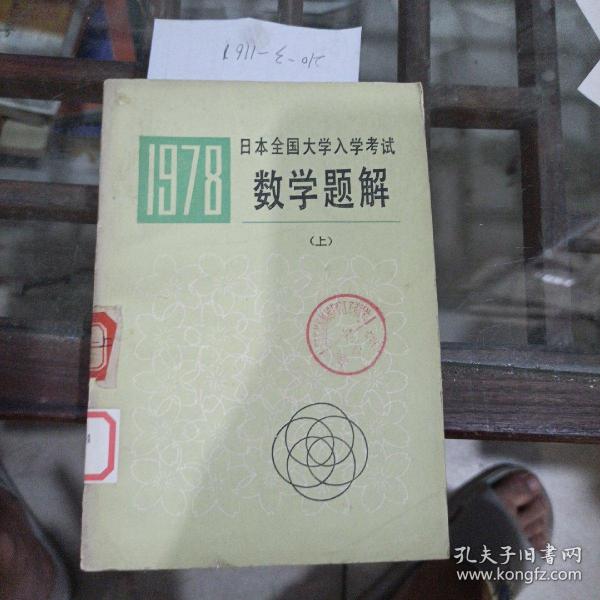 1978
日本全国大学入学考试
数学题解
（上）
孔夫子旧书网
www.kongfz.com